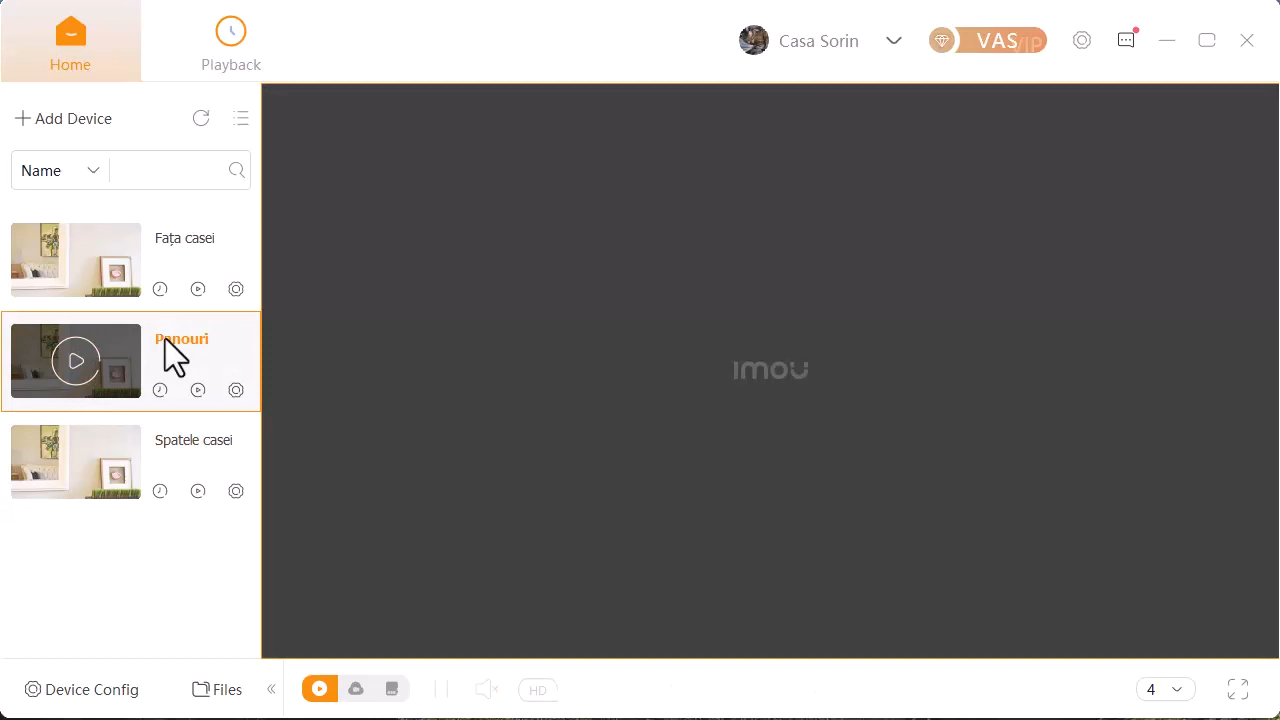 Home
Playback
Casa Sorin
VAS
VIP
Add Device
Name
Fața casei
Panouri
Spatele casei
imou
Device Config
Files
HD
4